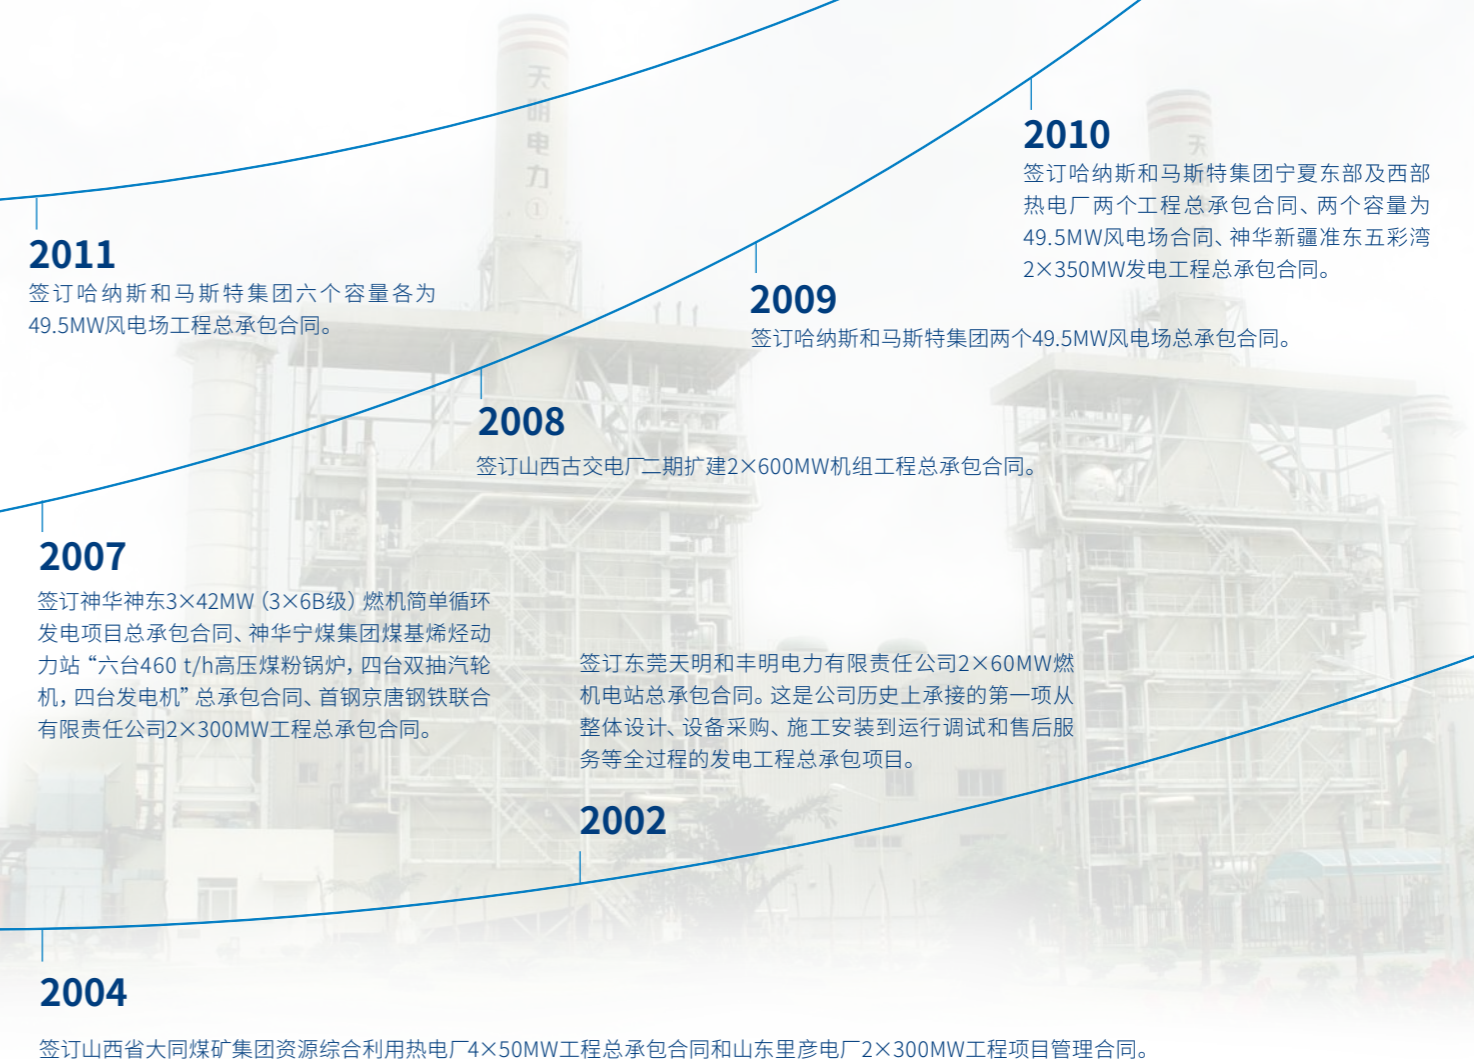 天明电力①
天
2010
签订哈纳斯和马斯特集团宁夏东部及西部
热电厂两个工程总承包合同、两个容量为
49.5MW风电场合同、神华新疆准东五彩湾
2×350MW发电工程总承包合同。
2011
签订哈纳斯和马斯特集团六个容量各为
49.5MW风电场工程总承包合同。
2009
签订哈纳斯和马斯特集团两个49.5MW风电场总承包合同。
2008
签订山西古交电厂二期扩建2×600MW机组工程总承包合同。
2007
签订神华神东3×42MW（3×6B级）燃机简单循环
发电项目总承包合同、神华宁煤集团煤基烯烃动
力站“六台460 t/h高压煤粉锅炉，四台双抽汽轮
机，四台发电机”总承包合同、首钢京唐钢铁联合
有限责任公司2×300MW工程总承包合同。
签订东莞天明和丰明电力有限责任公司2×60MW燃
机电站总承包合同。这是公司历史上承接的第一项从
整体设计、设备采购、施工安装到运行调试和售后服
务等全过程的发电工程总承包项目。
2002
2004
签订山西省大同煤矿集团资源综合利用热电厂4×50MW工程总承包合同和山东里彦电厂2×300MW工程项目管理合同。